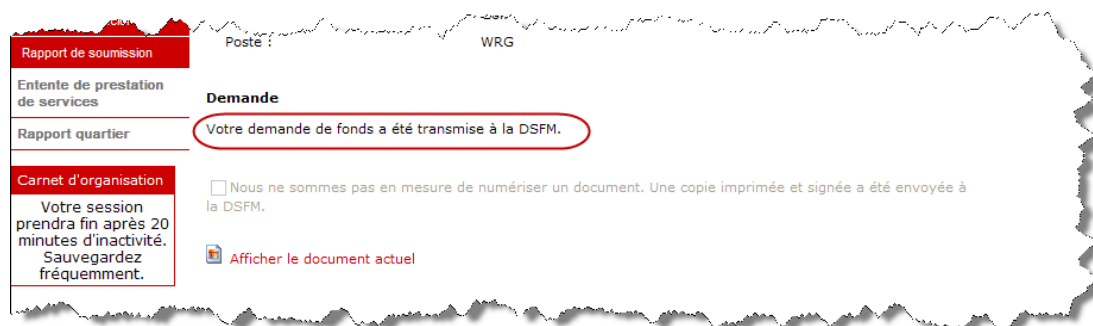 Poste :
WRG
Rapport de soumission
Entente de prestation
de services
Rapport quartier
Carnet d'organisation
Votre session
prendra fin après 20
minutes d'inactivité.
Sauvegardez
fréquemment.
Demande
Votre demande de fonds a été transmise à la DSFM.
Nous ne sommes pas en mesure de numériser un document. Une copie imprimée et signée a été envoyée à
la DSFM.
Afficher le document actuel